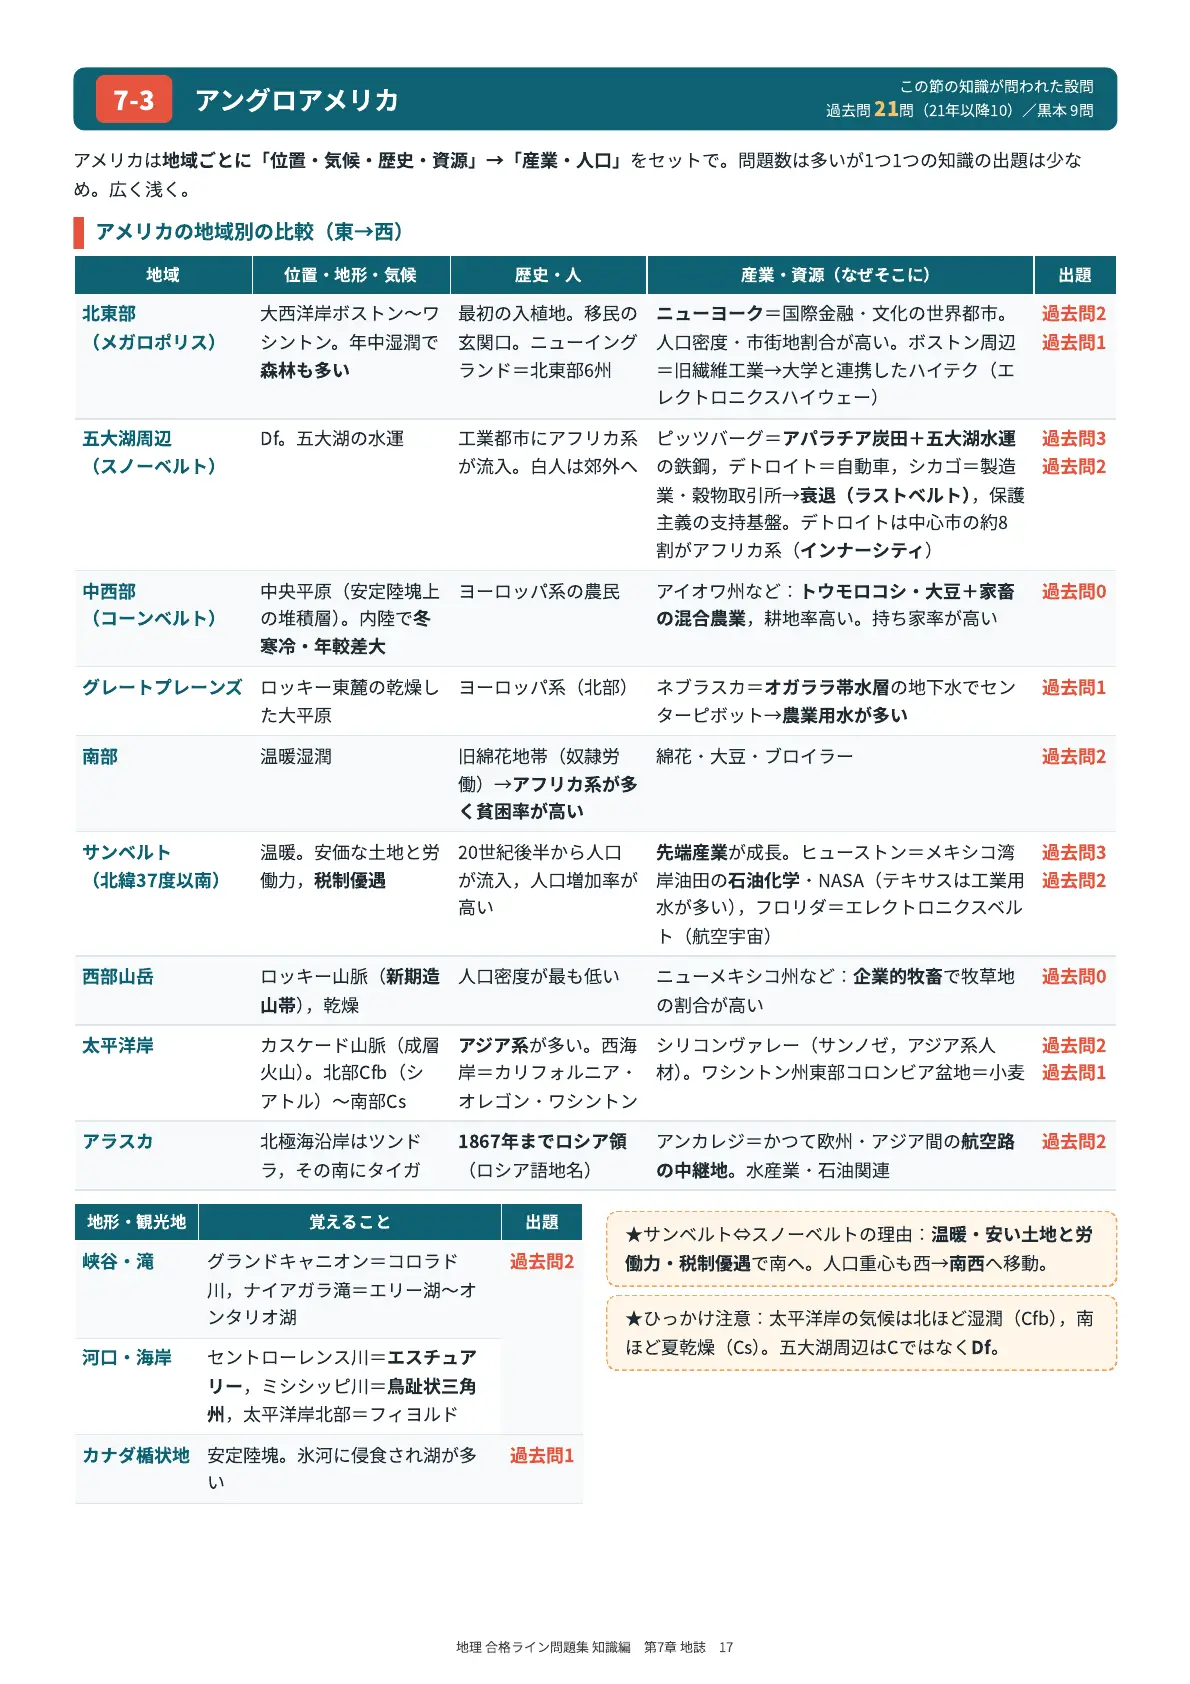 7-3 アングロアメリカ
この節の知識が問われた設問
過去問 21問（21年以降10）／黒本 9問
アメリカは地域ごとに「位置・気候・歴史・資源」→「産業・人口」をセットで。問題数は多いが1つ1つの知識の出題は少な
め。広く浅く。
アメリカの地域別の比較（東→西）
地域 位置・地形・気候 歴史・人 産業・資源（なぜそこに） 出題
北東部 大西洋岸ボストン〜ワ 最初の入植地。移民の ニューヨーク＝国際金融・文化の世界都市。 過去問2
（メガロポリス） シントン。年中湿潤で 玄関口。ニューイング 人口密度・市街地割合が高い。ボストン周辺 過去問1
森林も多い ランド＝北東部6州 ＝旧繊維工業→大学と連携したハイテク（エ
レクトロニクスハイウェー）
五大湖周辺 Df。五大湖の水運 工業都市にアフリカ系 ピッツバーグ＝アパラチア炭田＋五大湖水運 過去問3
（スノーベルト） が流入。白人は郊外へ の鉄鋼，デトロイト＝自動車，シカゴ＝製造 過去問2
業・穀物取引所→衰退（ラストベルト），保護
主義の支持基盤。デトロイトは中心市の約8
割がアフリカ系（インナーシティ）
中西部 中央平原（安定陸塊上 ヨーロッパ系の農民 アイオワ州など：トウモロコシ・大豆＋家畜 過去問0
（コーンベルト） の堆積層）。内陸で冬 の混合農業，耕地率高い。持ち家率が高い
寒冷・年較差大
グレートプレーンズ ロッキー東麓の乾燥し ヨーロッパ系（北部） ネブラスカ＝オガララ帯水層の地下水でセン 過去問1
た大平原 ターピボット→農業用水が多い
南部 温暖湿潤 旧綿花地帯（奴隷労 綿花・大豆・ブロイラー 過去問2
働）→アフリカ系が多
く貧困率が高い
サンベルト 温暖。安価な土地と労 20世紀後半から人口 先端産業が成長。ヒューストン＝メキシコ湾 過去問3
（北緯37度以南） 働力，税制優遇 が流入，人口増加率が 岸油田の石油化学・NASA（テキサスは工業用 過去問2
高い 水が多い），フロリダ＝エレクトロニクスベル
ト（航空宇宙）
西部山岳 ロッキー山脈（新期造 人口密度が最も低い ニューメキシコ州など：企業的牧畜で牧草地 過去問0
山帯），乾燥 の割合が高い
太平洋岸 カスケード山脈（成層 アジア系が多い。西海 シリコンヴァレー（サンノゼ，アジア系人 過去問2
火山）。北部Cfb（シ 岸＝カリフォルニア・ 材）。ワシントン州東部コロンビア盆地＝小麦 過去問1
アトル）〜南部Cs オレゴン・ワシントン
アラスカ 北極海沿岸はツンド 1867年までロシア領 アンカレジ＝かつて欧州・アジア間の航空路 過去問2
ラ，その南にタイガ （ロシア語地名） の中継地。水産業・石油関連
地形・観光地 覚えること 出題
峡谷・滝 グランドキャニオン＝コロラド 過去問2
川，ナイアガラ滝＝エリー湖〜オ
ンタリオ湖
河口・海岸 セントローレンス川＝エスチュア
リー，ミシシッピ川＝鳥趾状三角
州，太平洋岸北部＝フィヨルド
カナダ楯状地 安定陸塊。氷河に侵食され湖が多 過去問1
い
★サンベルト⇔スノーベルトの理由：温暖・安い土地と労
働力・税制優遇で南へ。人口重心も西→南西へ移動。
★ひっかけ注意：太平洋岸の気候は北ほど湿潤（Cfb），南
ほど夏乾燥（Cs）。五大湖周辺はCではなくDf。
地理 合格ライン問題集 知識編 第7章 地誌 17